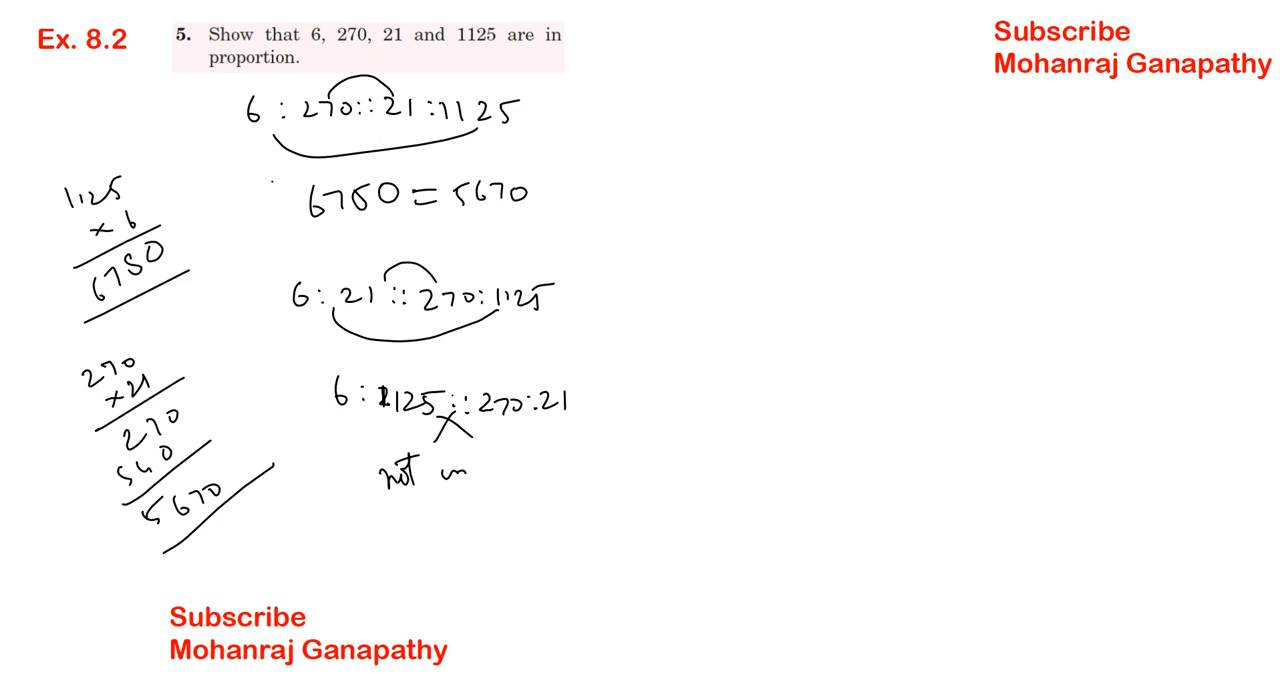 Ex. 8.2
5. Show that 6, 270, 21 and 1125 are in
proportion.
Subscribe
Mohanraj Ganapathy
6 : 270 :: 21 : 1125
6750 = 5670
1125
× 6
6750
6 : 21 :: 270 : 1125
270
× 21
270
540
5670
6 : 1125 :: 270 : 21
not in
Subscribe
Mohanraj Ganapathy